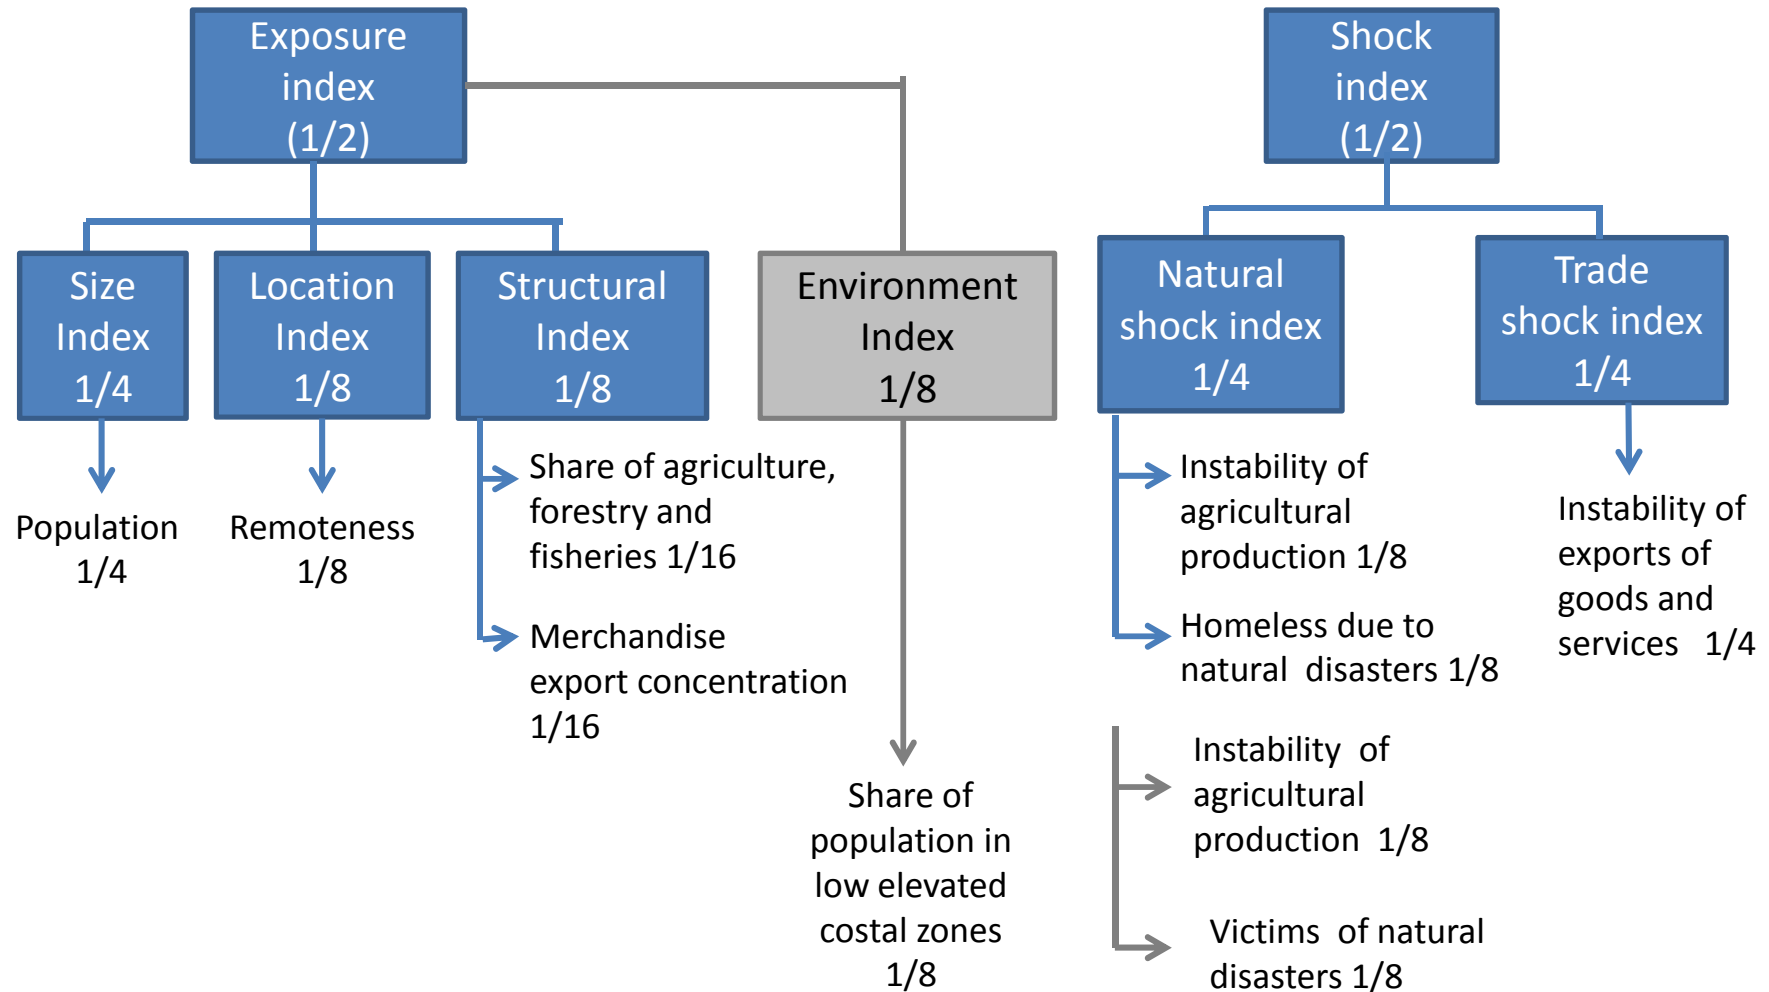 Exposure
index
(1/2)
Shock
index
(1/2)
Size
Index
1/4
Location
Index
1/8
Structural
Index
1/8
Environment
Index
1/8
Natural
shock index
1/4
Trade
shock index
1/4
Population
1/4
Remoteness
1/8
Share of agriculture,
forestry and
fisheries 1/16
Merchandise
export concentration
1/16
Share of
population in
low elevated
costal zones
1/8
Instability of
agricultural
production 1/8
Homeless due to
natural disasters 1/8
Instability of
agricultural
production 1/8
Victims of natural
disasters 1/8
Instability of
exports of
goods and
services 1/4